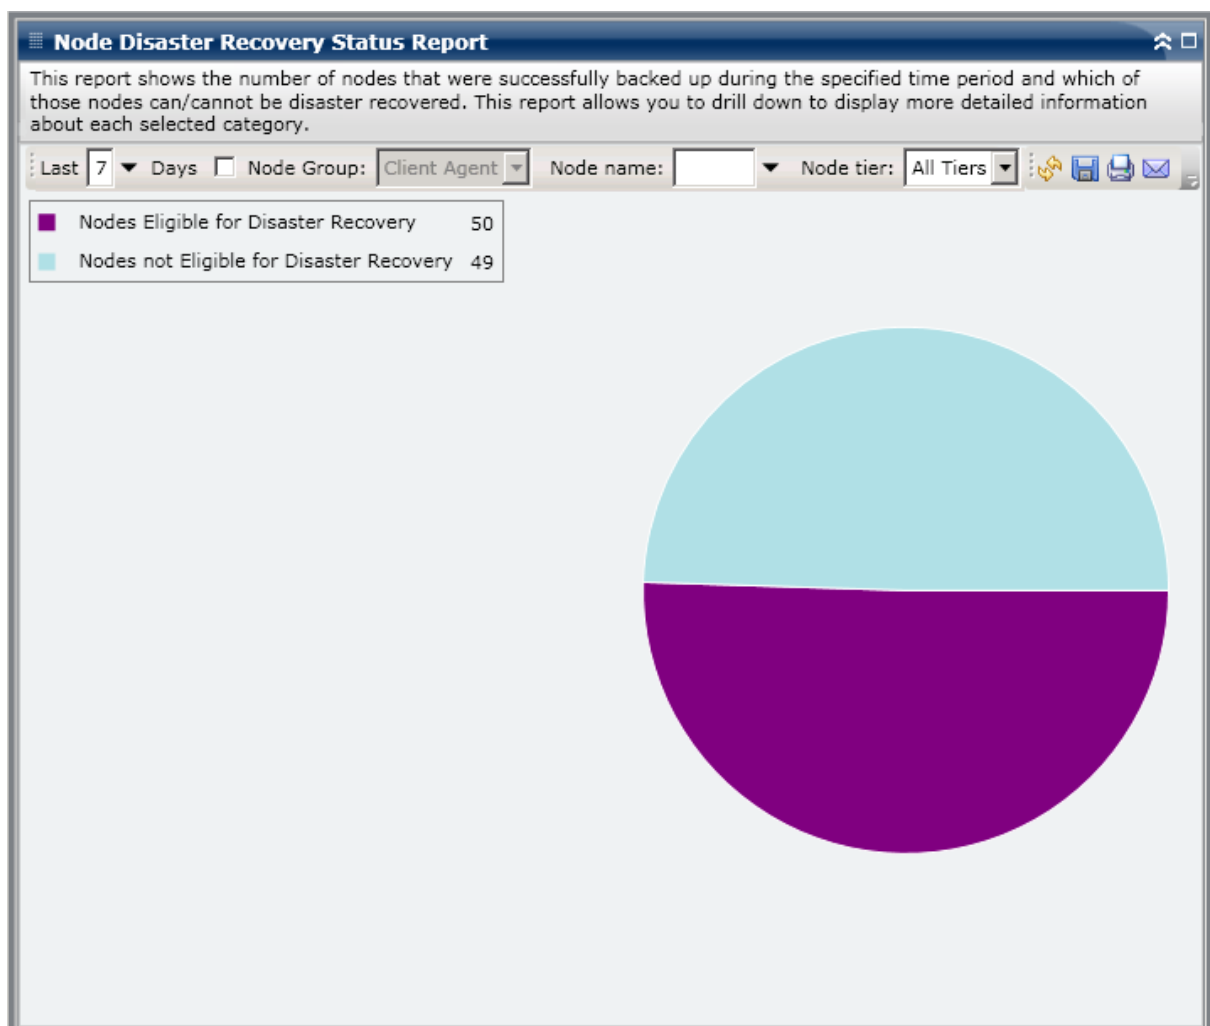 Node Disaster Recovery Status Report
This report shows the number of nodes that were successfully backed up during the specified time period and which of
those nodes can/cannot be disaster recovered. This report allows you to drill down to display more detailed information
about each selected category.
Last 7 Days Node Group: Client Agent Node name: Node tier: All Tiers
Nodes Eligible for Disaster Recovery 50
Nodes not Eligible for Disaster Recovery 49